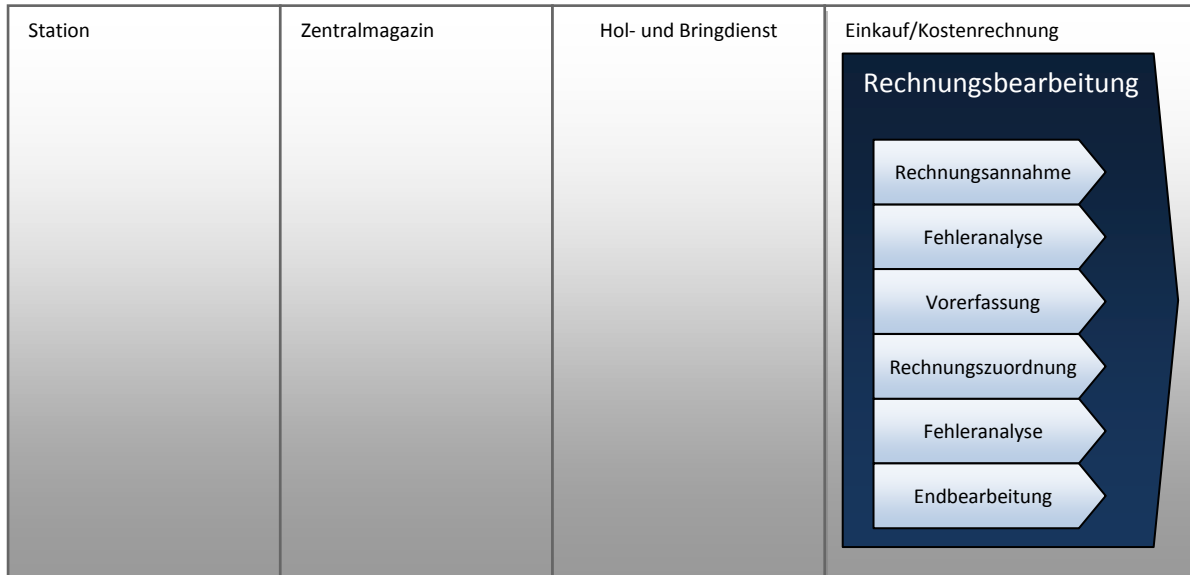 Station
Zentralmagazin
Hol- und Bringdienst
Einkauf/Kostenrechnung
Rechnungsbearbeitung
Rechnungsannahme
Fehleranalyse
Vorerfassung
Rechnungszuordnung
Fehleranalyse
Endbearbeitung